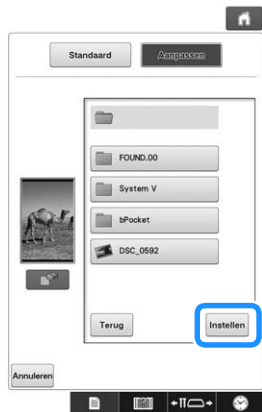 Standaard Aanpassen
FOUND.00
System V
bPocket
DSC_0592
Terug Instellen
Annuleren